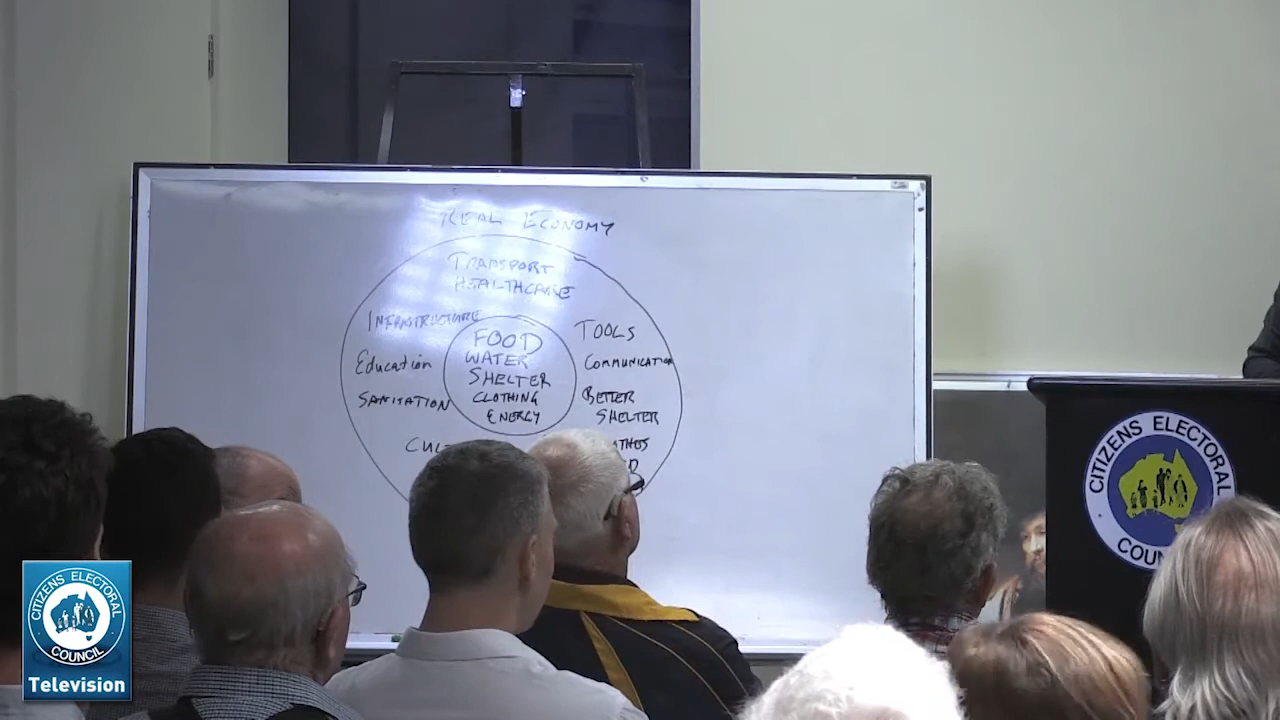 REAL ECONOMY
TRANSPORT
HEALTHCARE
INFRASTRUCTURE
Education
SANITATION
FOOD
WATER
SHELTER
CLOTHING
ENERGY
TOOLS
COMMUNICATION
BETTER
SHELTER
CITIZENS ELECTORAL
CITIZENS ELECTORAL
COUNCIL
Television